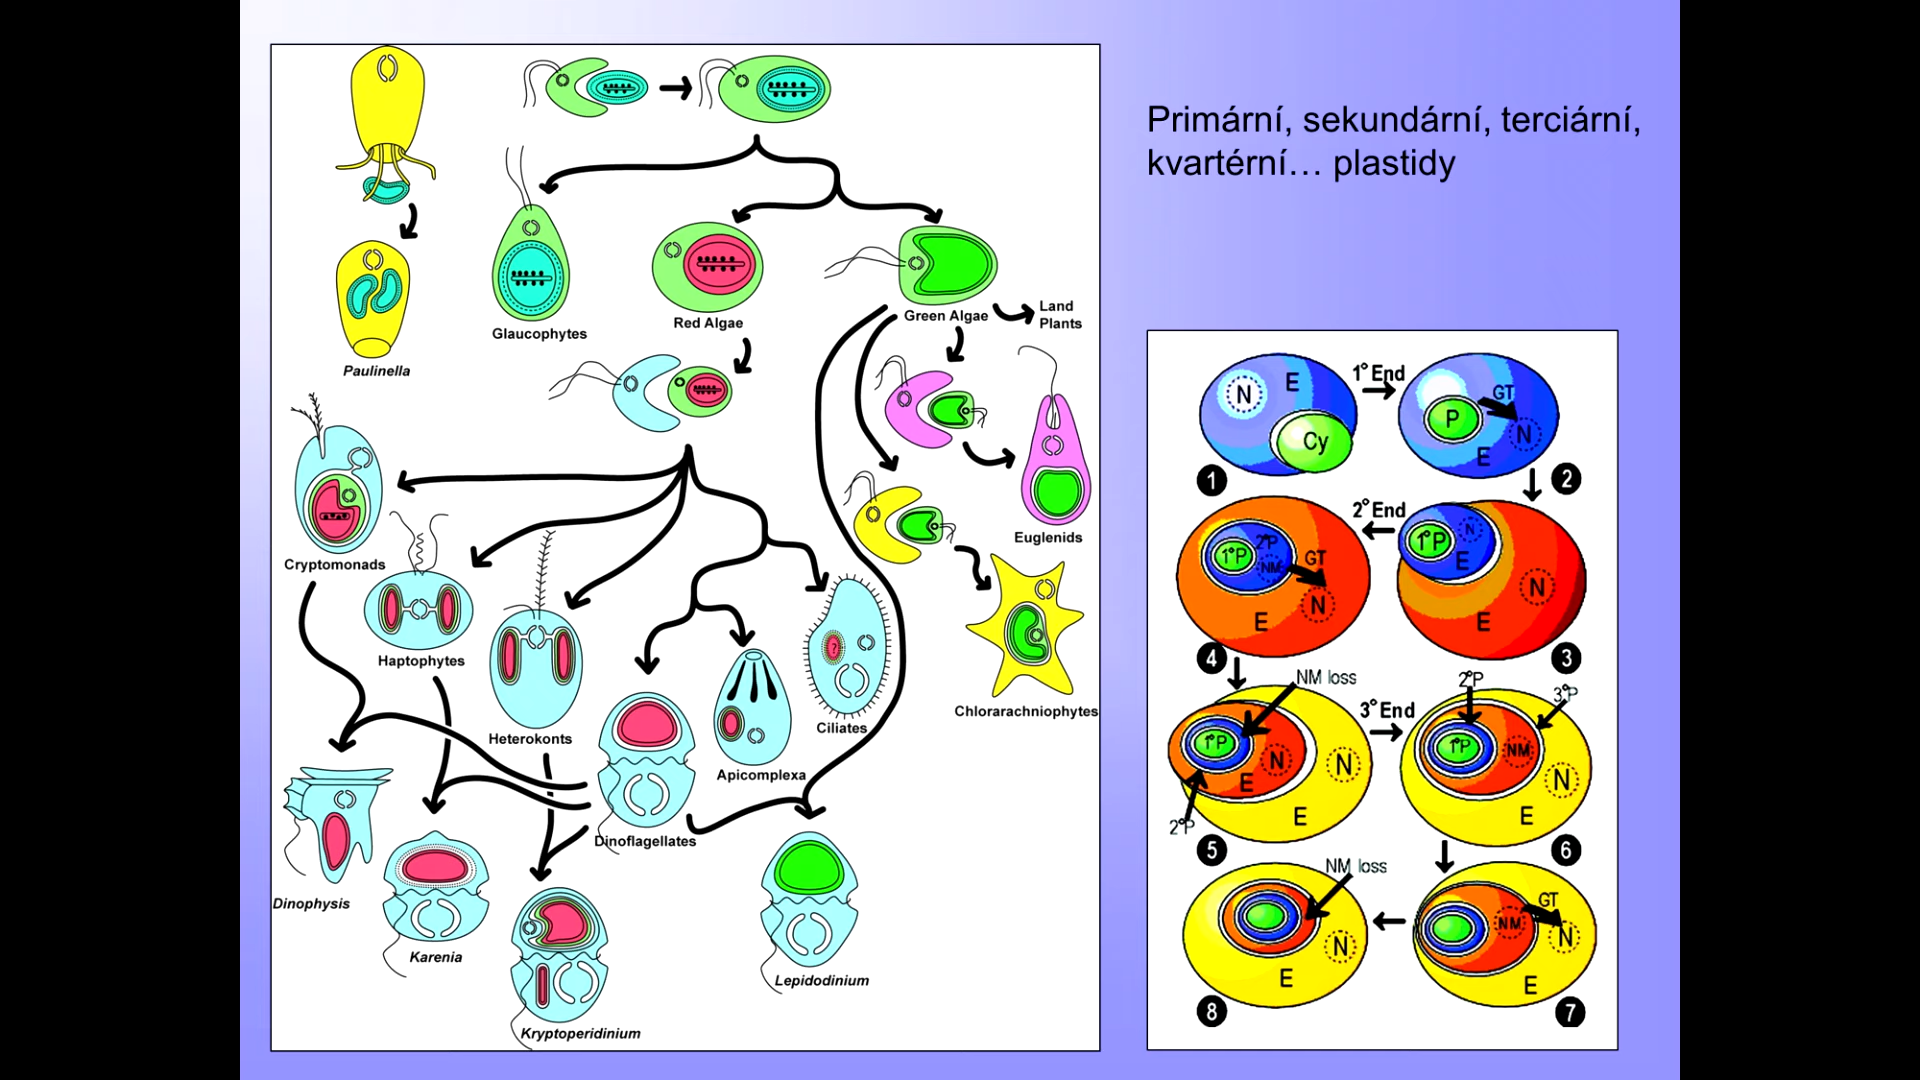 Primární, sekundární, terciární,
kvartérní… plastidy
Paulinella
Glaucophytes
Red Algae
Green Algae
Land
Plants
Euglenids
Cryptomonads
Haptophytes
Heterokonts
Dinoflagellates
Apicomplexa
?
Ciliates
Chlorarachniophytes
Dinophysis
Karenia
Kryptoperidinium
Lepidodinium
N
E
Cy
1
1°End
P
GT
N
E
2
2°End
1°P
N
E
N
E
3
1°P
2°P
NM
GT
N
E
4
NM loss
1°P
N
E
N
E
2°P
5
3°End
2°P
3°P
1°P
NM
N
E
6
NM
GT
N
E
7
NM loss
N
E
8